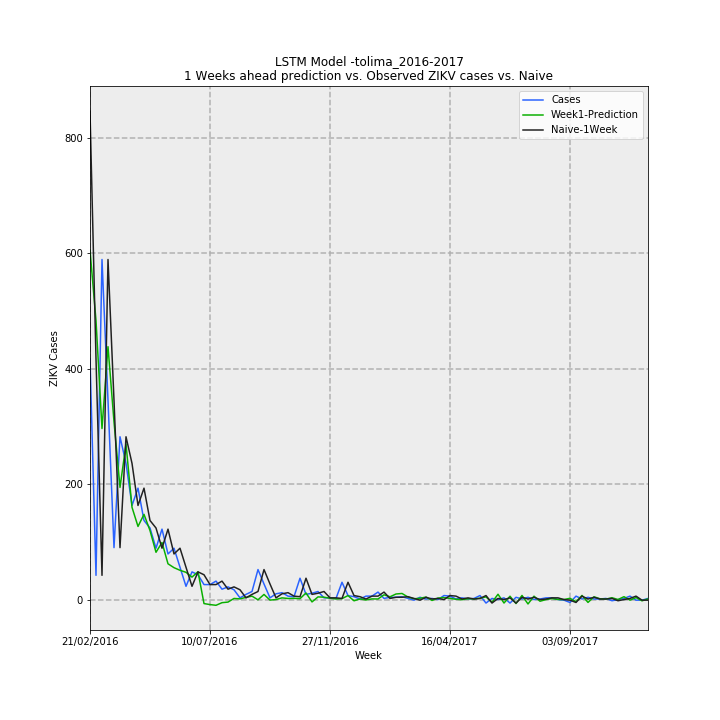 LSTM Model -tolima_2016-2017
1 Weeks ahead prediction vs. Observed ZIKV cases vs. Naive
Cases
Week1-Prediction
Naive-1Week
800
600
400
200
0
ZIKV Cases
21/02/2016
10/07/2016
27/11/2016
16/04/2017
03/09/2017
Week